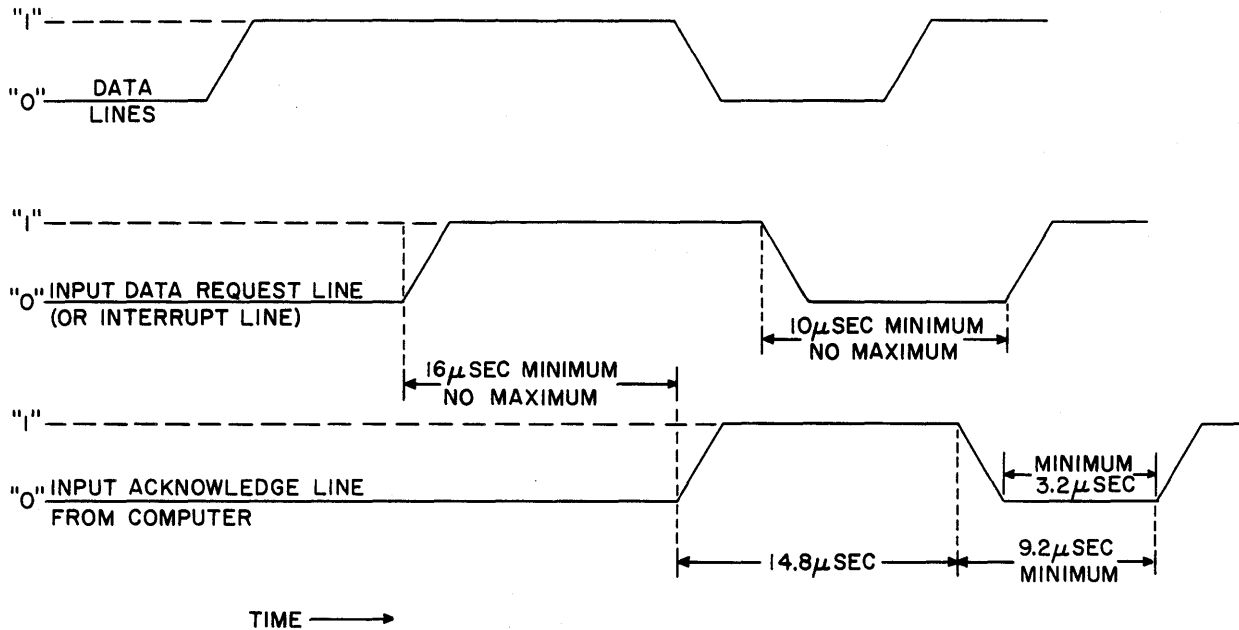 "1"
"0" DATA
LINES
"1"
"0" INPUT DATA REQUEST LINE
(OR INTERRUPT LINE)
10μSEC MINIMUM
NO MAXIMUM
16μSEC MINIMUM
NO MAXIMUM
"1"
"0" INPUT ACKNOWLEDGE LINE
FROM COMPUTER
MINIMUM
3.2μSEC
14.8μSEC
9.2μSEC
MINIMUM
TIME